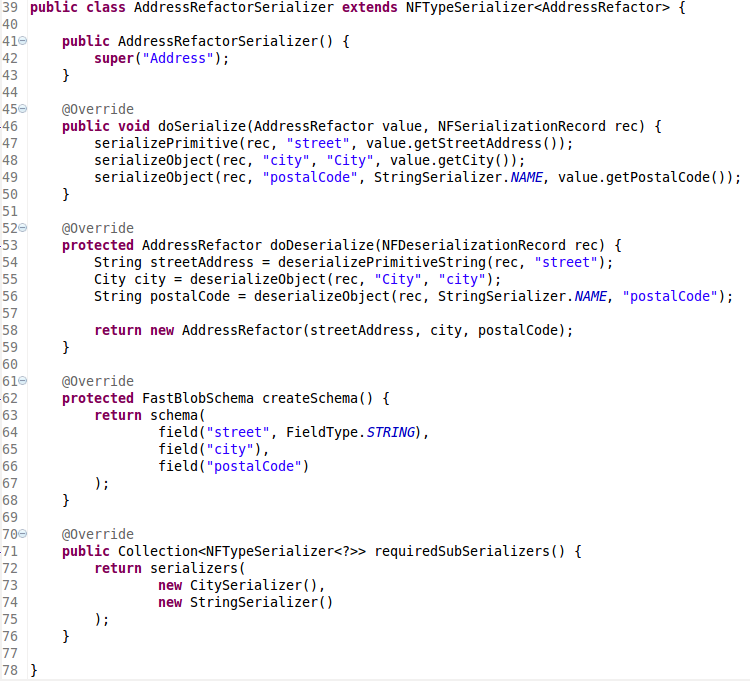 39 public class AddressRefactorSerializer extends NFTypeSerializer<AddressRefactor> {
40
41     public AddressRefactorSerializer() {
42         super("Address");
43     }
44
45     @Override
46     public void doSerialize(AddressRefactor value, NFSerializationRecord rec) {
47         serializePrimitive(rec, "street", value.getStreetAddress());
48         serializeObject(rec, "city", "City", value.getCity());
49         serializeObject(rec, "postalCode", StringSerializer.NAME, value.getPostalCode());
50     }
51
52     @Override
53     protected AddressRefactor doDeserialize(NFDeserializationRecord rec) {
54         String streetAddress = deserializePrimitiveString(rec, "street");
55         City city = deserializeObject(rec, "City", "city");
56         String postalCode = deserializeObject(rec, StringSerializer.NAME, "postalCode");
57
58         return new AddressRefactor(streetAddress, city, postalCode);
59     }
60
61     @Override
62     protected FastBlobSchema createSchema() {
63         return schema(
64                 field("street", FieldType.STRING),
65                 field("city"),
66                 field("postalCode")
67         );
68     }
69
70     @Override
71     public Collection<NFTypeSerializer<?>> requiredSubSerializers() {
72         return serializers(
73                 new CitySerializer(),
74                 new StringSerializer()
75         );
76     }
77
78 }